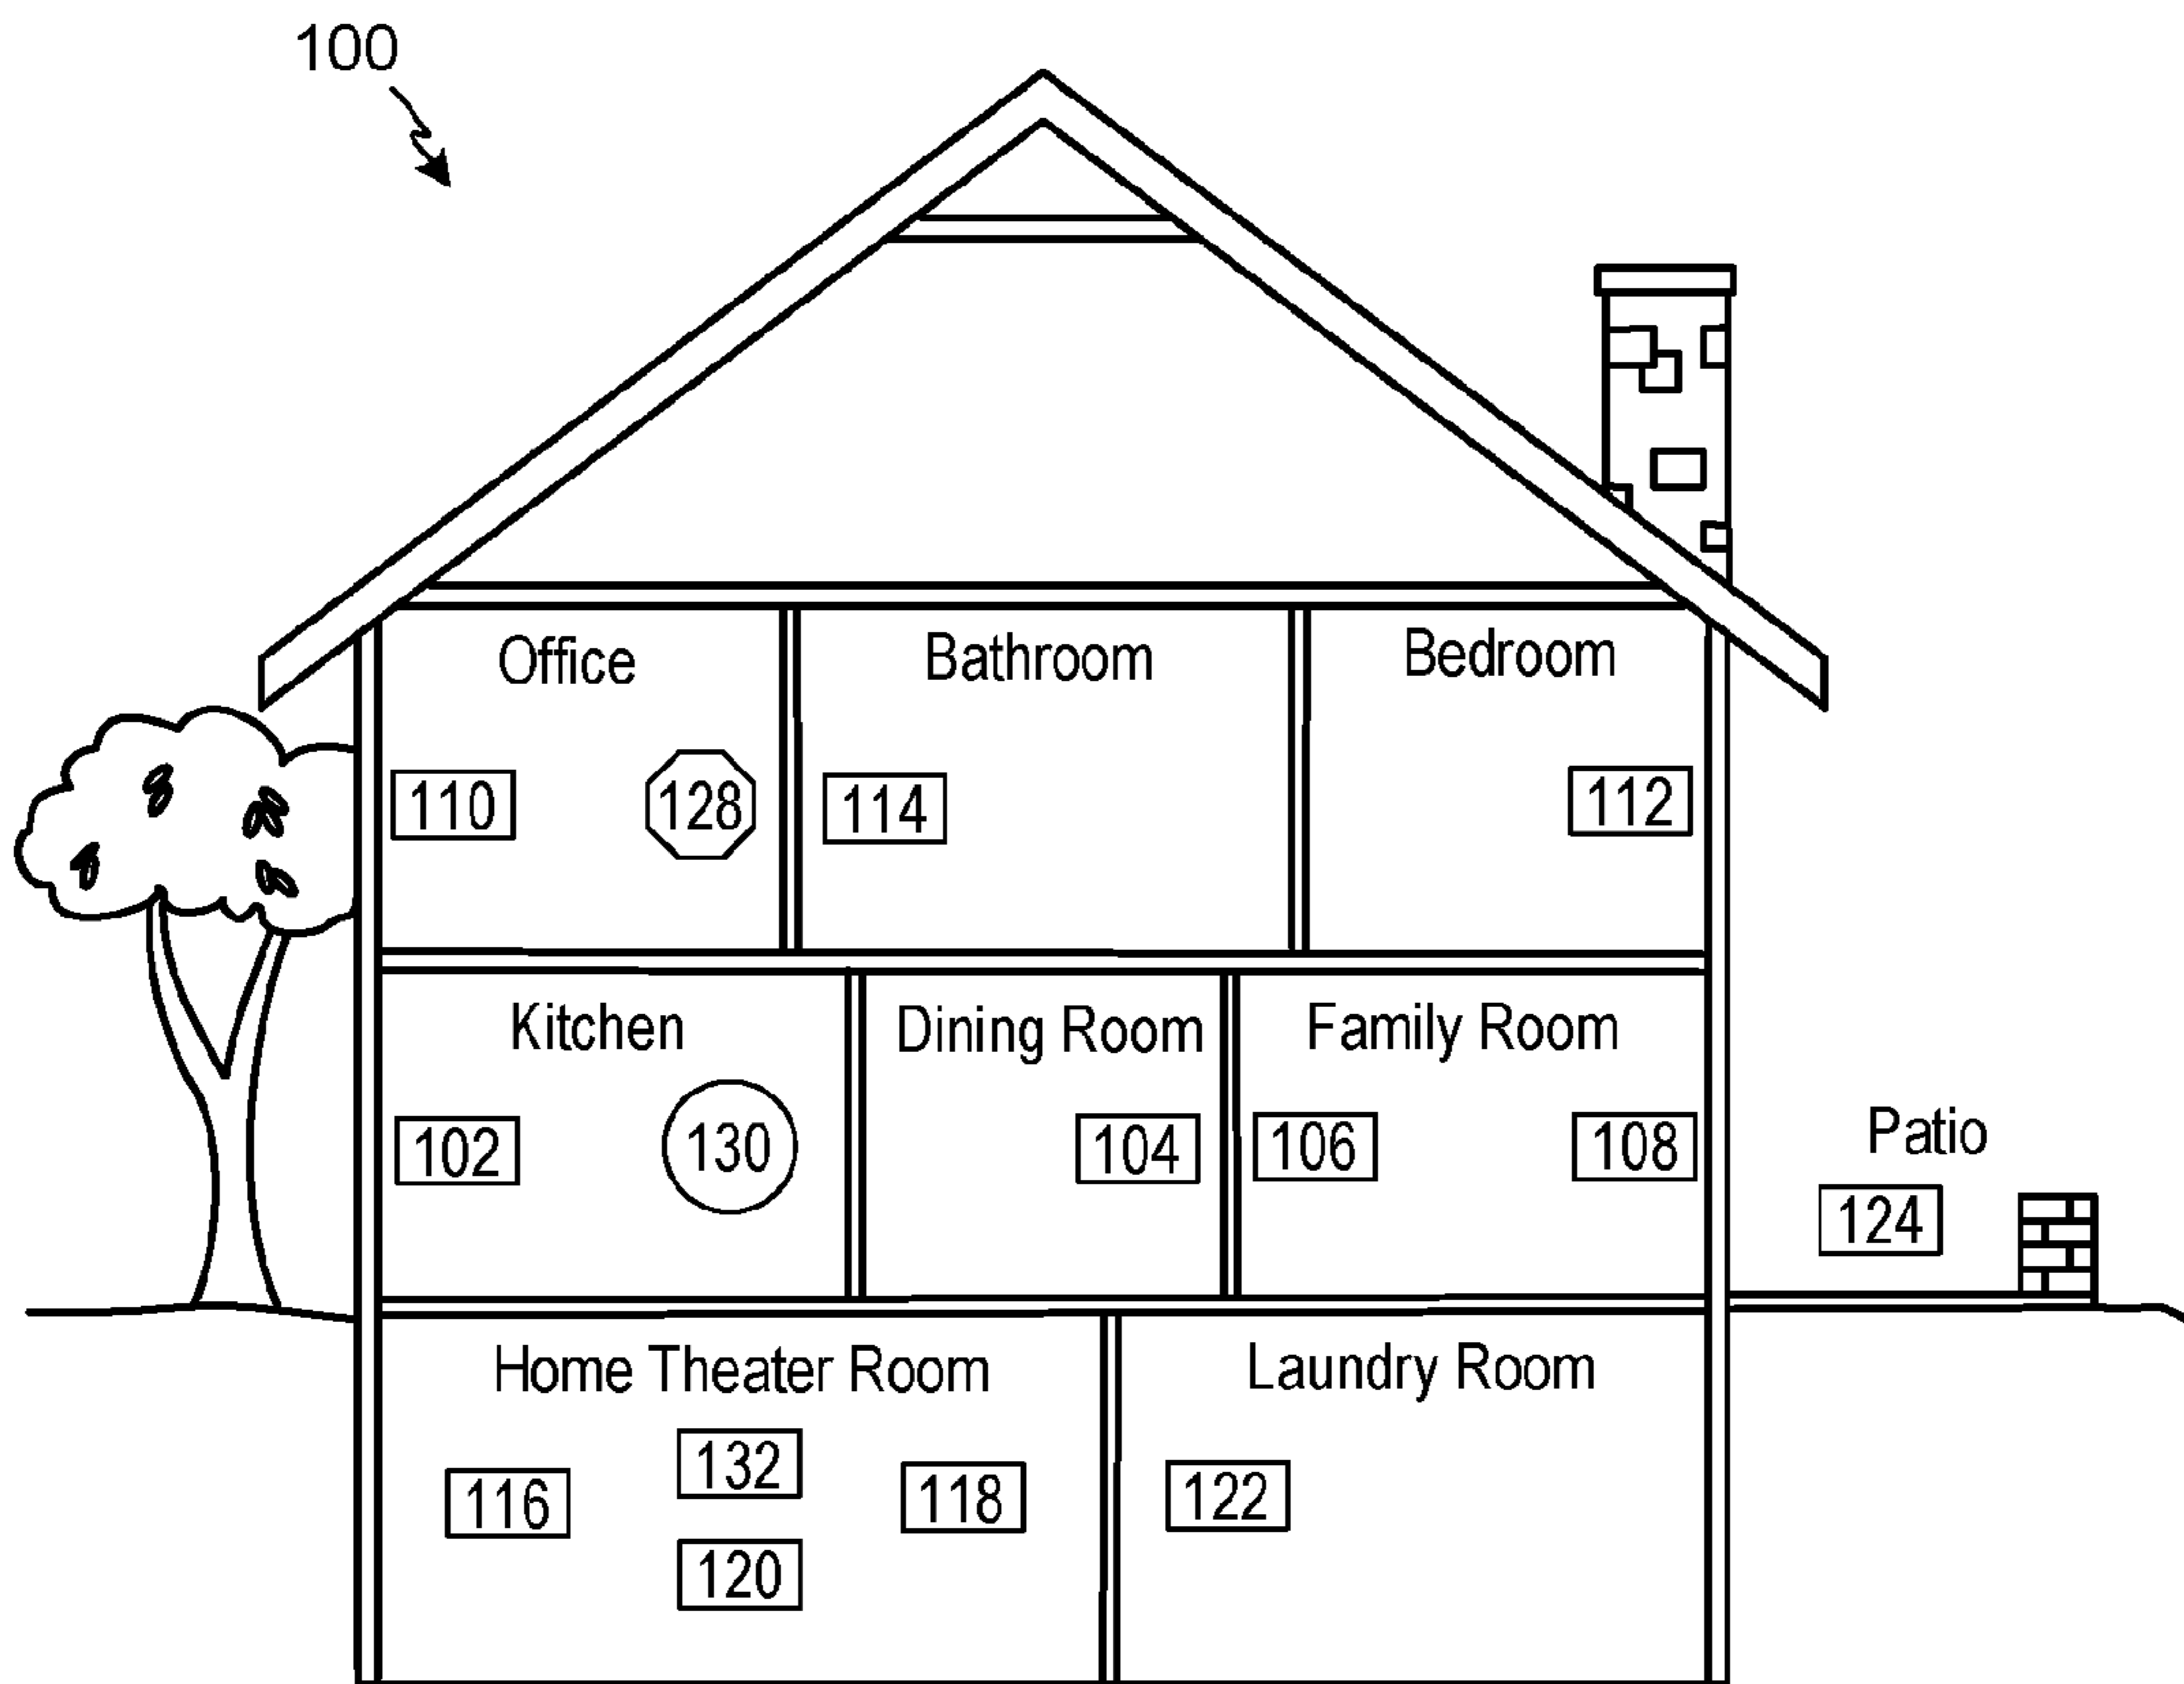 100
Office
Bathroom
Bedroom
110
128
114
112
Kitchen
Dining Room
Family Room
102
130
104
106
108
Patio
124
Home Theater Room
Laundry Room
132
116
118
122
120